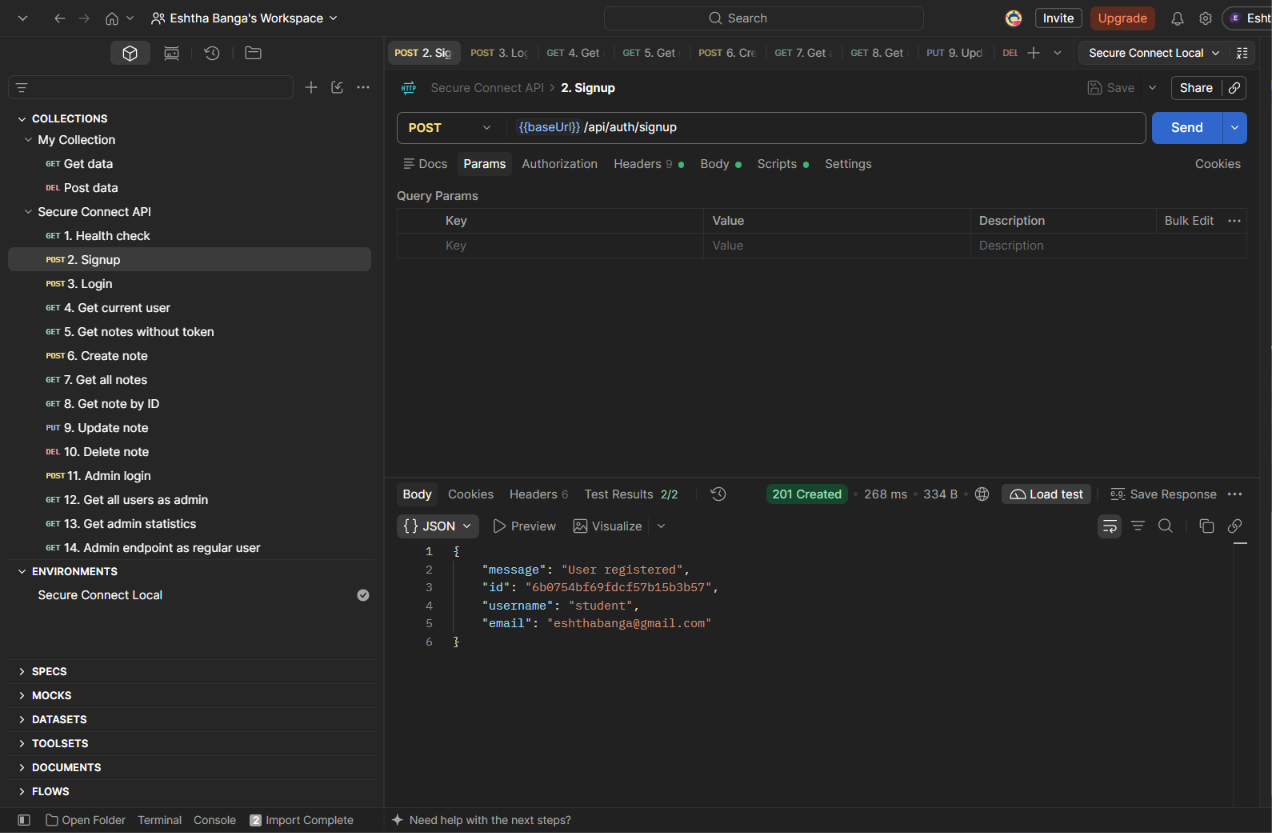 Eshtha Banga's Workspace
Search
Invite
Upgrade
E
Esht
COLLECTIONS
My Collection
GET Get data
DEL Post data
Secure Connect API
GET 1. Health check
POST 2. Signup
POST 3. Login
GET 4. Get current user
GET 5. Get notes without token
POST 6. Create note
GET 7. Get all notes
GET 8. Get note by ID
PUT 9. Update note
DEL 10. Delete note
POST 11. Admin login
GET 12. Get all users as admin
GET 13. Get admin statistics
GET 14. Admin endpoint as regular user
ENVIRONMENTS
Secure Connect Local
SPECS
MOCKS
DATASETS
TOOLSETS
DOCUMENTS
FLOWS
POST 2. Sig POST 3. Lo GET 4. Get GET 5. Get POST 6. Cre GET 7. Get GET 8. Get PUT 9. Upd DEL Secure Connect Local
HTTP Secure Connect API > 2. Signup Save Share
POST {{baseUrl}} /api/auth/signup Send
Docs Params Authorization Headers 9 Body Scripts Settings Cookies
Query Params
Key Value Description Bulk Edit
Key Value Description
Body Cookies Headers 6 Test Results 2/2 201 Created 268 ms 334 B Load test e.g. Save Response
{} JSON Preview Visualize
1 {
2 "message": "User registered",
3 "id": "6b0754bf69fdcf57b15b3b57",
4 "username": "student",
5 "email": "eshthabanga@gmail.com"
6 }
Open Folder Terminal Console 2 Import Complete Need help with the next steps?